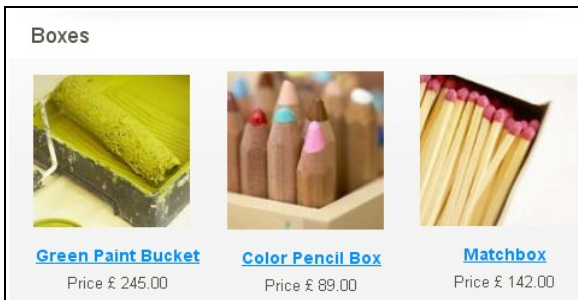 Boxes
Green Paint Bucket
Color Pencil Box
Matchbox
Price £ 245.00
Price £ 89.00
Price £ 142.00